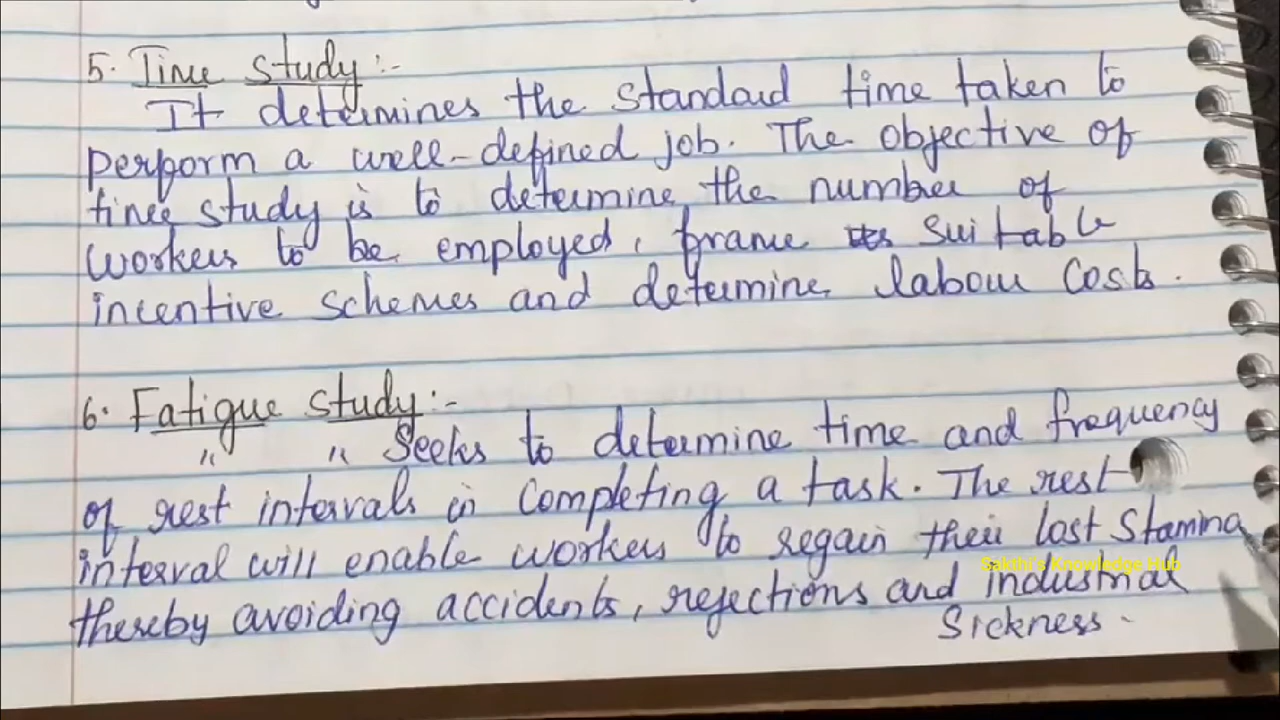 5. Time study :-
It determines the standard time taken to
perform a well-defined job. The objective of
time study is to determine the number of
workers to be employed, frame suitable
incentive schemes and determine labour costs.
6. Fatigue study :-
" " Seeks to determine time and frequency
of rest intervals in completing a task. The rest
interval will enable workers to regain their lost Stamina
Sakthi's Knowledge Hub
thereby avoiding accidents, rejections and industrial
Sickness.